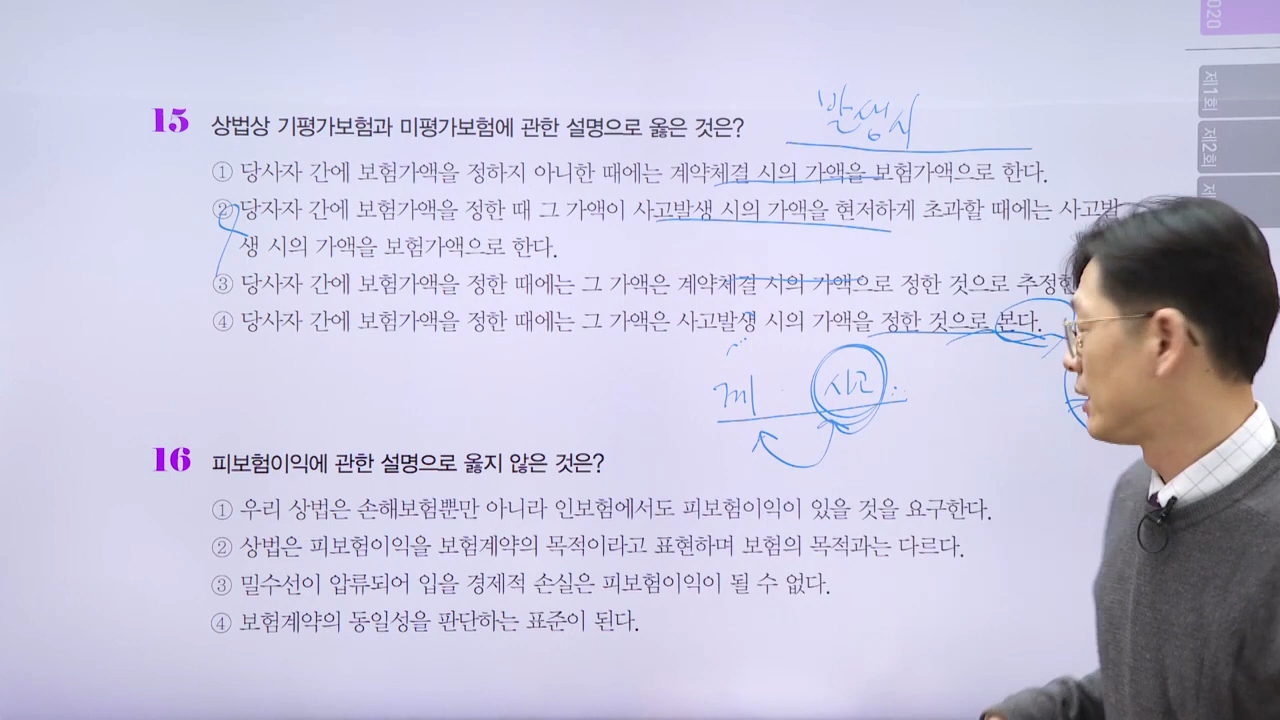 2020
제1회
제2회
제
발생시
15 상법상 기평가보험과 미평가보험에 관한 설명으로 옳은 것은?
① 당사자 간에 보험가액을 정하지 아니한 때에는 계약체결 시의 가액을 보험가액으로 한다.
② 당자자 간에 보험가액을 정한 때 그 가액이 사고발생 시의 가액을 현저하게 초과할 때에는 사고발
생 시의 가액을 보험가액으로 한다.
③ 당사자 간에 보험가액을 정한 때에는 그 가액은 계약체결 시의 가액으로 정한 것으로 추정한
④ 당사자 간에 보험가액을 정한 때에는 그 가액은 사고발생 시의 가액을 정한 것으로 본다.
사고
16 피보험이익에 관한 설명으로 옳지 않은 것은?
① 우리 상법은 손해보험뿐만 아니라 인보험에서도 피보험이익이 있을 것을 요구한다.
② 상법은 피보험이익을 보험계약의 목적이라고 표현하며 보험의 목적과는 다르다.
③ 밀수선이 압류되어 입을 경제적 손실은 피보험이익이 될 수 없다.
④ 보험계약의 동일성을 판단하는 표준이 된다.